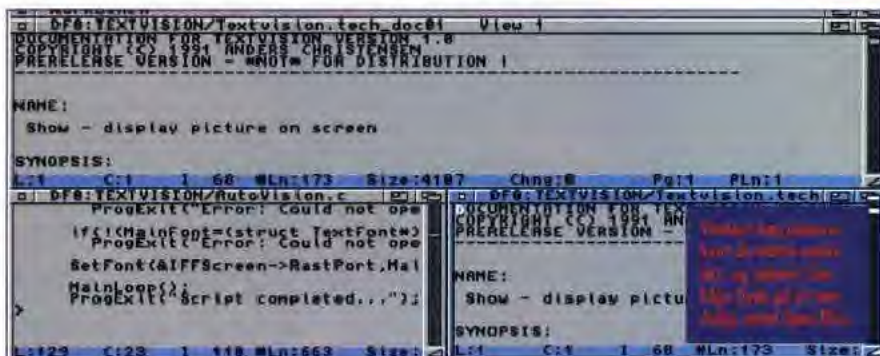 DF0:TEXTVISION/Textvision.tech_doc@1 View 1
DOCUMENTATION FOR TEXTVISION VERSION 1.0
COPYRIGHT (C) 1991 ANDERS CHRISTENSEN
PRERELEASE VERSION - *NOT* FOR DISTRIBUTION !
--------------------------------------------------------------------------------
NAME:
Show - display picture on screen
SYNOPSIS:
L:1 C:1 I 68 #Ln:173 Size:4107 Chng:0 Pg:1 PLn:1
DF0:TEXTVISION/AutoVision.c
ProgExit("Error: Could not ope
if(!(MainFont=(struct TextFont*)
ProgExit("Error: Could not ope
SetFont(&IFFScreen->RastPort,Mai
MainLoop();
ProgExit("Script completed...");
>
L:129 C:23 I 110 #Ln:663 Size:
DF0:TEXTVISION/Textvision.tech
DOCUMENTATION FOR
COPYRIGHT (C) 1991 AN
PRERELEASE VERSION -
NAME:
Show - display pictu
SYNOPSIS:
L:1 C:1 I 68 #Ln:173 Size: